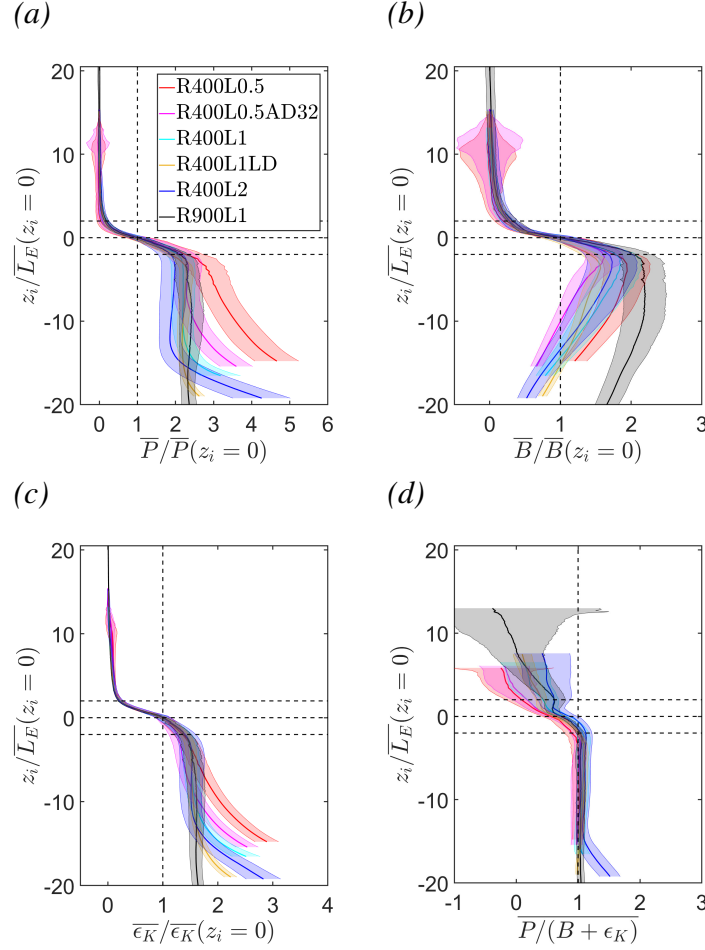 (a)
(b)
20
10
0
-10
-20
0 1 2 3 4 5 6
z_i/\overline{L_E}(z_i = 0)
\overline{P}/\overline{P}(z_i = 0)
R400L0.5
R400L0.5AD32
R400L1
R400L1LD
R400L2
R900L1
20
10
0
-10
-20
0 1 2 3
z_i/\overline{L_E}(z_i = 0)
\overline{B}/\overline{B}(z_i = 0)
(c)
(d)
20
10
0
-10
-20
0 1 2 3 4
z_i/\overline{L_E}(z_i = 0)
\overline{\epsilon_K}/\overline{\epsilon_K}(z_i = 0)
20
10
0
-10
-20
-1 0 1 2 3
z_i/\overline{L_E}(z_i = 0)
\overline{P/(B + \epsilon_K)}